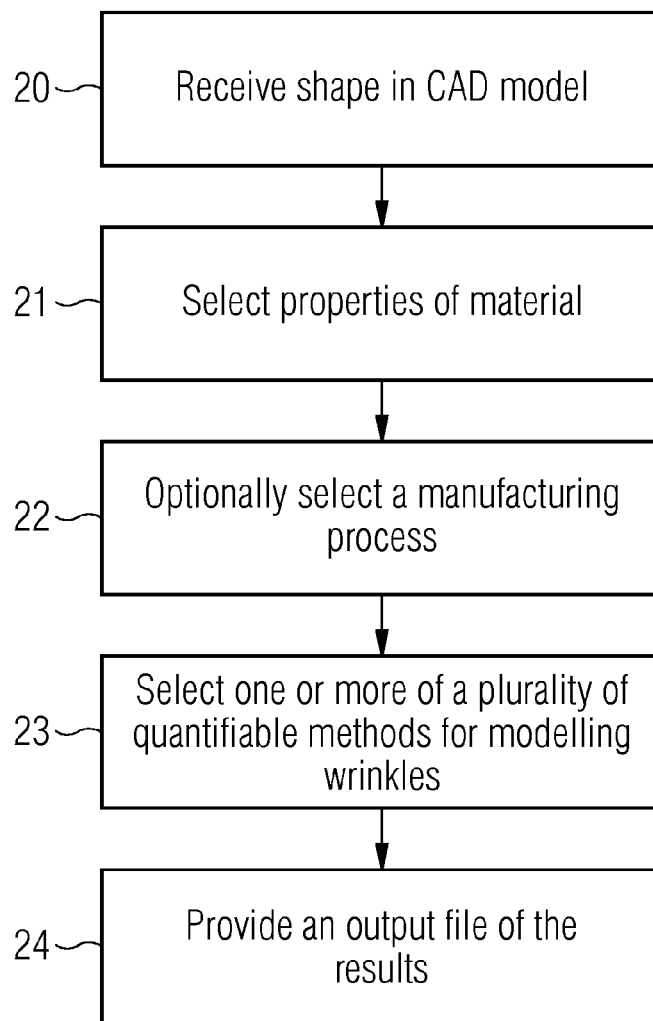 20
Receive shape in CAD model
21
Select properties of material
22
Optionally select a manufacturing
process
23
Select one or more of a plurality of
quantifiable methods for modelling
wrinkles
24
Provide an output file of the
results